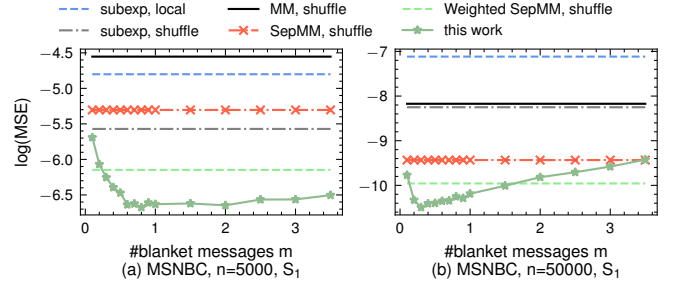 subexp, local
MM, shuffle
Weighted SepMM, shuffle
subexp, shuffle
SepMM, shuffle
this work
log(MSE)
−4.5
−5.0
−5.5
−6.0
−6.5
0 1 2 3
#blanket messages m
(a) MSNBC, n=5000, S₁
−7
−8
−9
−10
0 1 2 3
#blanket messages m
(b) MSNBC, n=50000, S₁